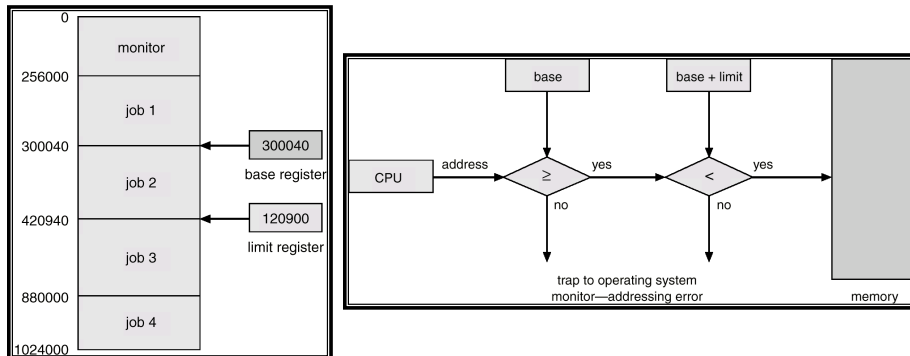 0
monitor
256000
job 1
300040
300040
base register
job 2
420940
120900
limit register
job 3
880000
job 4
1024000
base
base + limit
CPU
address
≥
yes
<
yes
no
no
trap to operating system
monitor—addressing error
memory